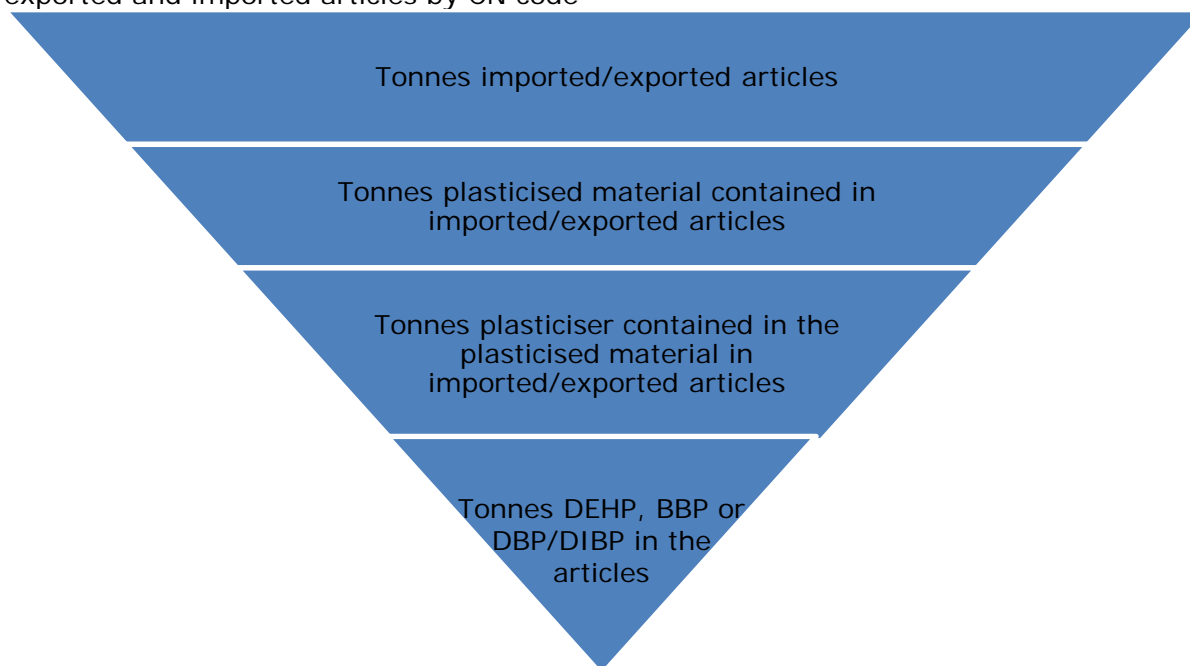 exported and imported articles by CN code
Tonnes imported/exported articles
Tonnes plasticised material contained in
imported/exported articles
Tonnes plasticiser contained in the
plasticised material in
imported/exported articles
Tonnes DEHP, BBP or
DBP/DIBP in the
articles